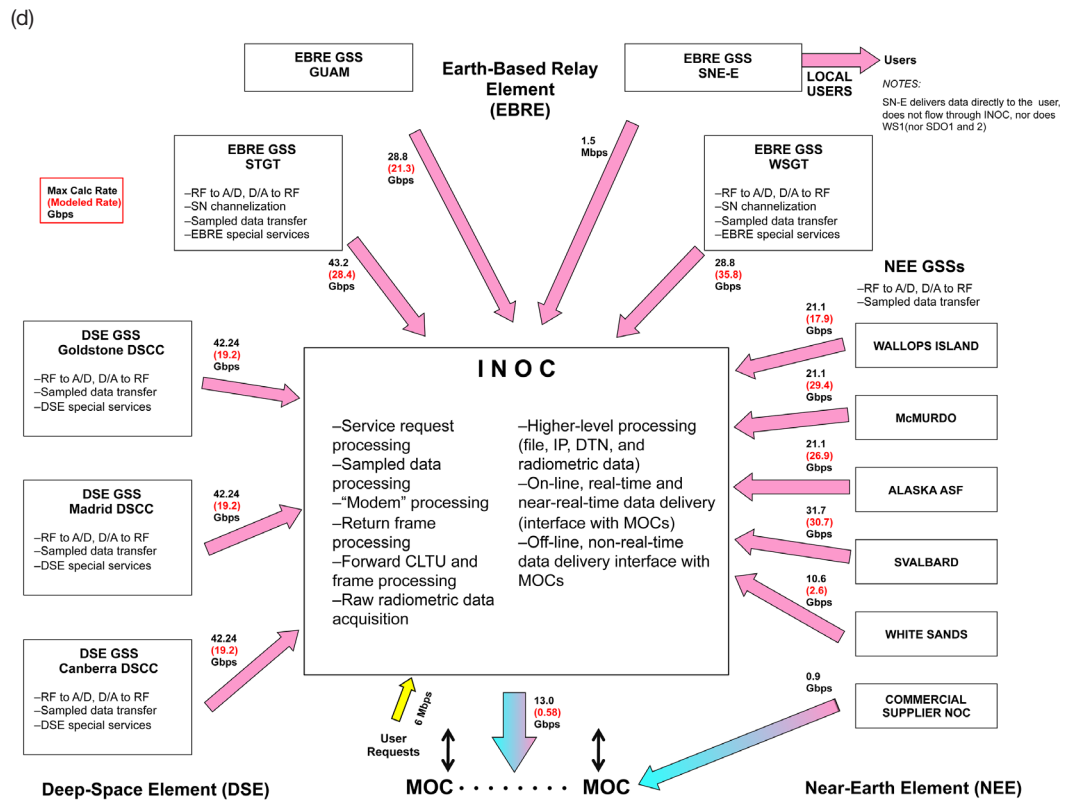 (d)
EBRE GSS
GUAM
Earth-Based Relay
Element
(EBRE)
EBRE GSS
SNE-E
LOCAL
USERS
Users
NOTES:
SN-E delivers data directly to the user,
does not flow through INOC, nor does
WS1(nor SDO1 and 2)
EBRE GSS
STGT
–RF to A/D, D/A to RF
–SN channelization
–Sampled data transfer
–EBRE special services
28.8
(21.3)
Gbps
1.5
Mbps
EBRE GSS
WSGT
–RF to A/D, D/A to RF
–SN channelization
–Sampled data transfer
–EBRE special services
Max Calc Rate
(Modeled Rate)
Gbps
43.2
(28.4)
Gbps
28.8
(35.8)
Gbps
NEE GSSs
–RF to A/D, D/A to RF
–Sampled data transfer
DSE GSS
Goldstone DSCC
–RF to A/D, D/A to RF
–Sampled data transfer
–DSE special services
42.24
(19.2)
Gbps
DSE GSS
Madrid DSCC
–RF to A/D, D/A to RF
–Sampled data transfer
–DSE special services
42.24
(19.2)
Gbps
DSE GSS
Canberra DSCC
–RF to A/D, D/A to RF
–Sampled data transfer
–DSE special services
42.24
(19.2)
Gbps
INOC
–Service request
processing
–Sampled data
processing
–“Modem” processing
–Return frame
processing
–Forward CLTU and
frame processing
–Raw radiometric data
acquisition
–Higher-level processing
(file, IP, DTN, and
radiometric data)
–On-line, real-time and
near-real-time data delivery
(interface with MOCs)
–Off-line, non-real-time
data delivery interface with
MOCs
21.1
(17.9)
Gbps
WALLOPS ISLAND
21.1
(29.4)
Gbps
McMURDO
21.1
(26.9)
Gbps
ALASKA ASF
31.7
(30.7)
Gbps
SVALBARD
10.6
(2.6)
Gbps
WHITE SANDS
0.9
Gbps
COMMERCIAL
SUPPLIER NOC
6 Mbps
User
Requests
13.0
(0.58)
Gbps
MOC . . . . . . . . MOC
Deep-Space Element (DSE)
Near-Earth Element (NEE)